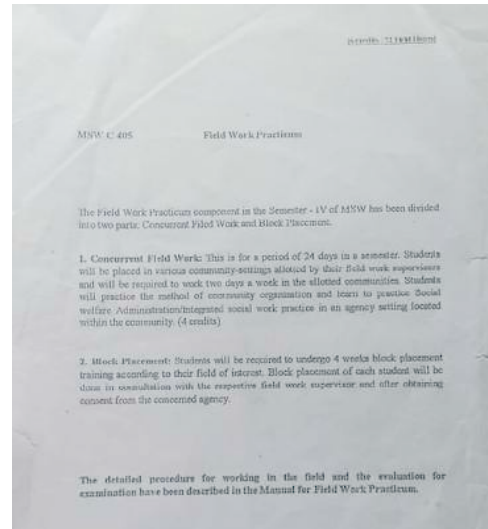 MSW C 405 Field Work Practicum
The Field Work Practicum component in the Semester - IV of MSW has been divided
into two parts. Concurrent Filed Work and Block Placement.
1. Concurrent Field Work: This is for a period of 24 days in a semester. Students
will be placed in various community-settings allotted by their field work supervisors
and will be required to work two days a week in the allotted communities. Students
will practice the method of community organization and learn to practice Social
welfare Administration/integrated social work practice in an agency setting located
within the community. (4 credits)
2. Block Placement: Students will be required to undergo 4 weeks block placement
training according to their field of interest. Block placement of each student will be
done in consultation with the respective field work supervisor and after obtaining
consent from the concerned agency.
The detailed procedure for working in the field and the evaluation for
examination have been described in the Manual for Field Work Practicum.